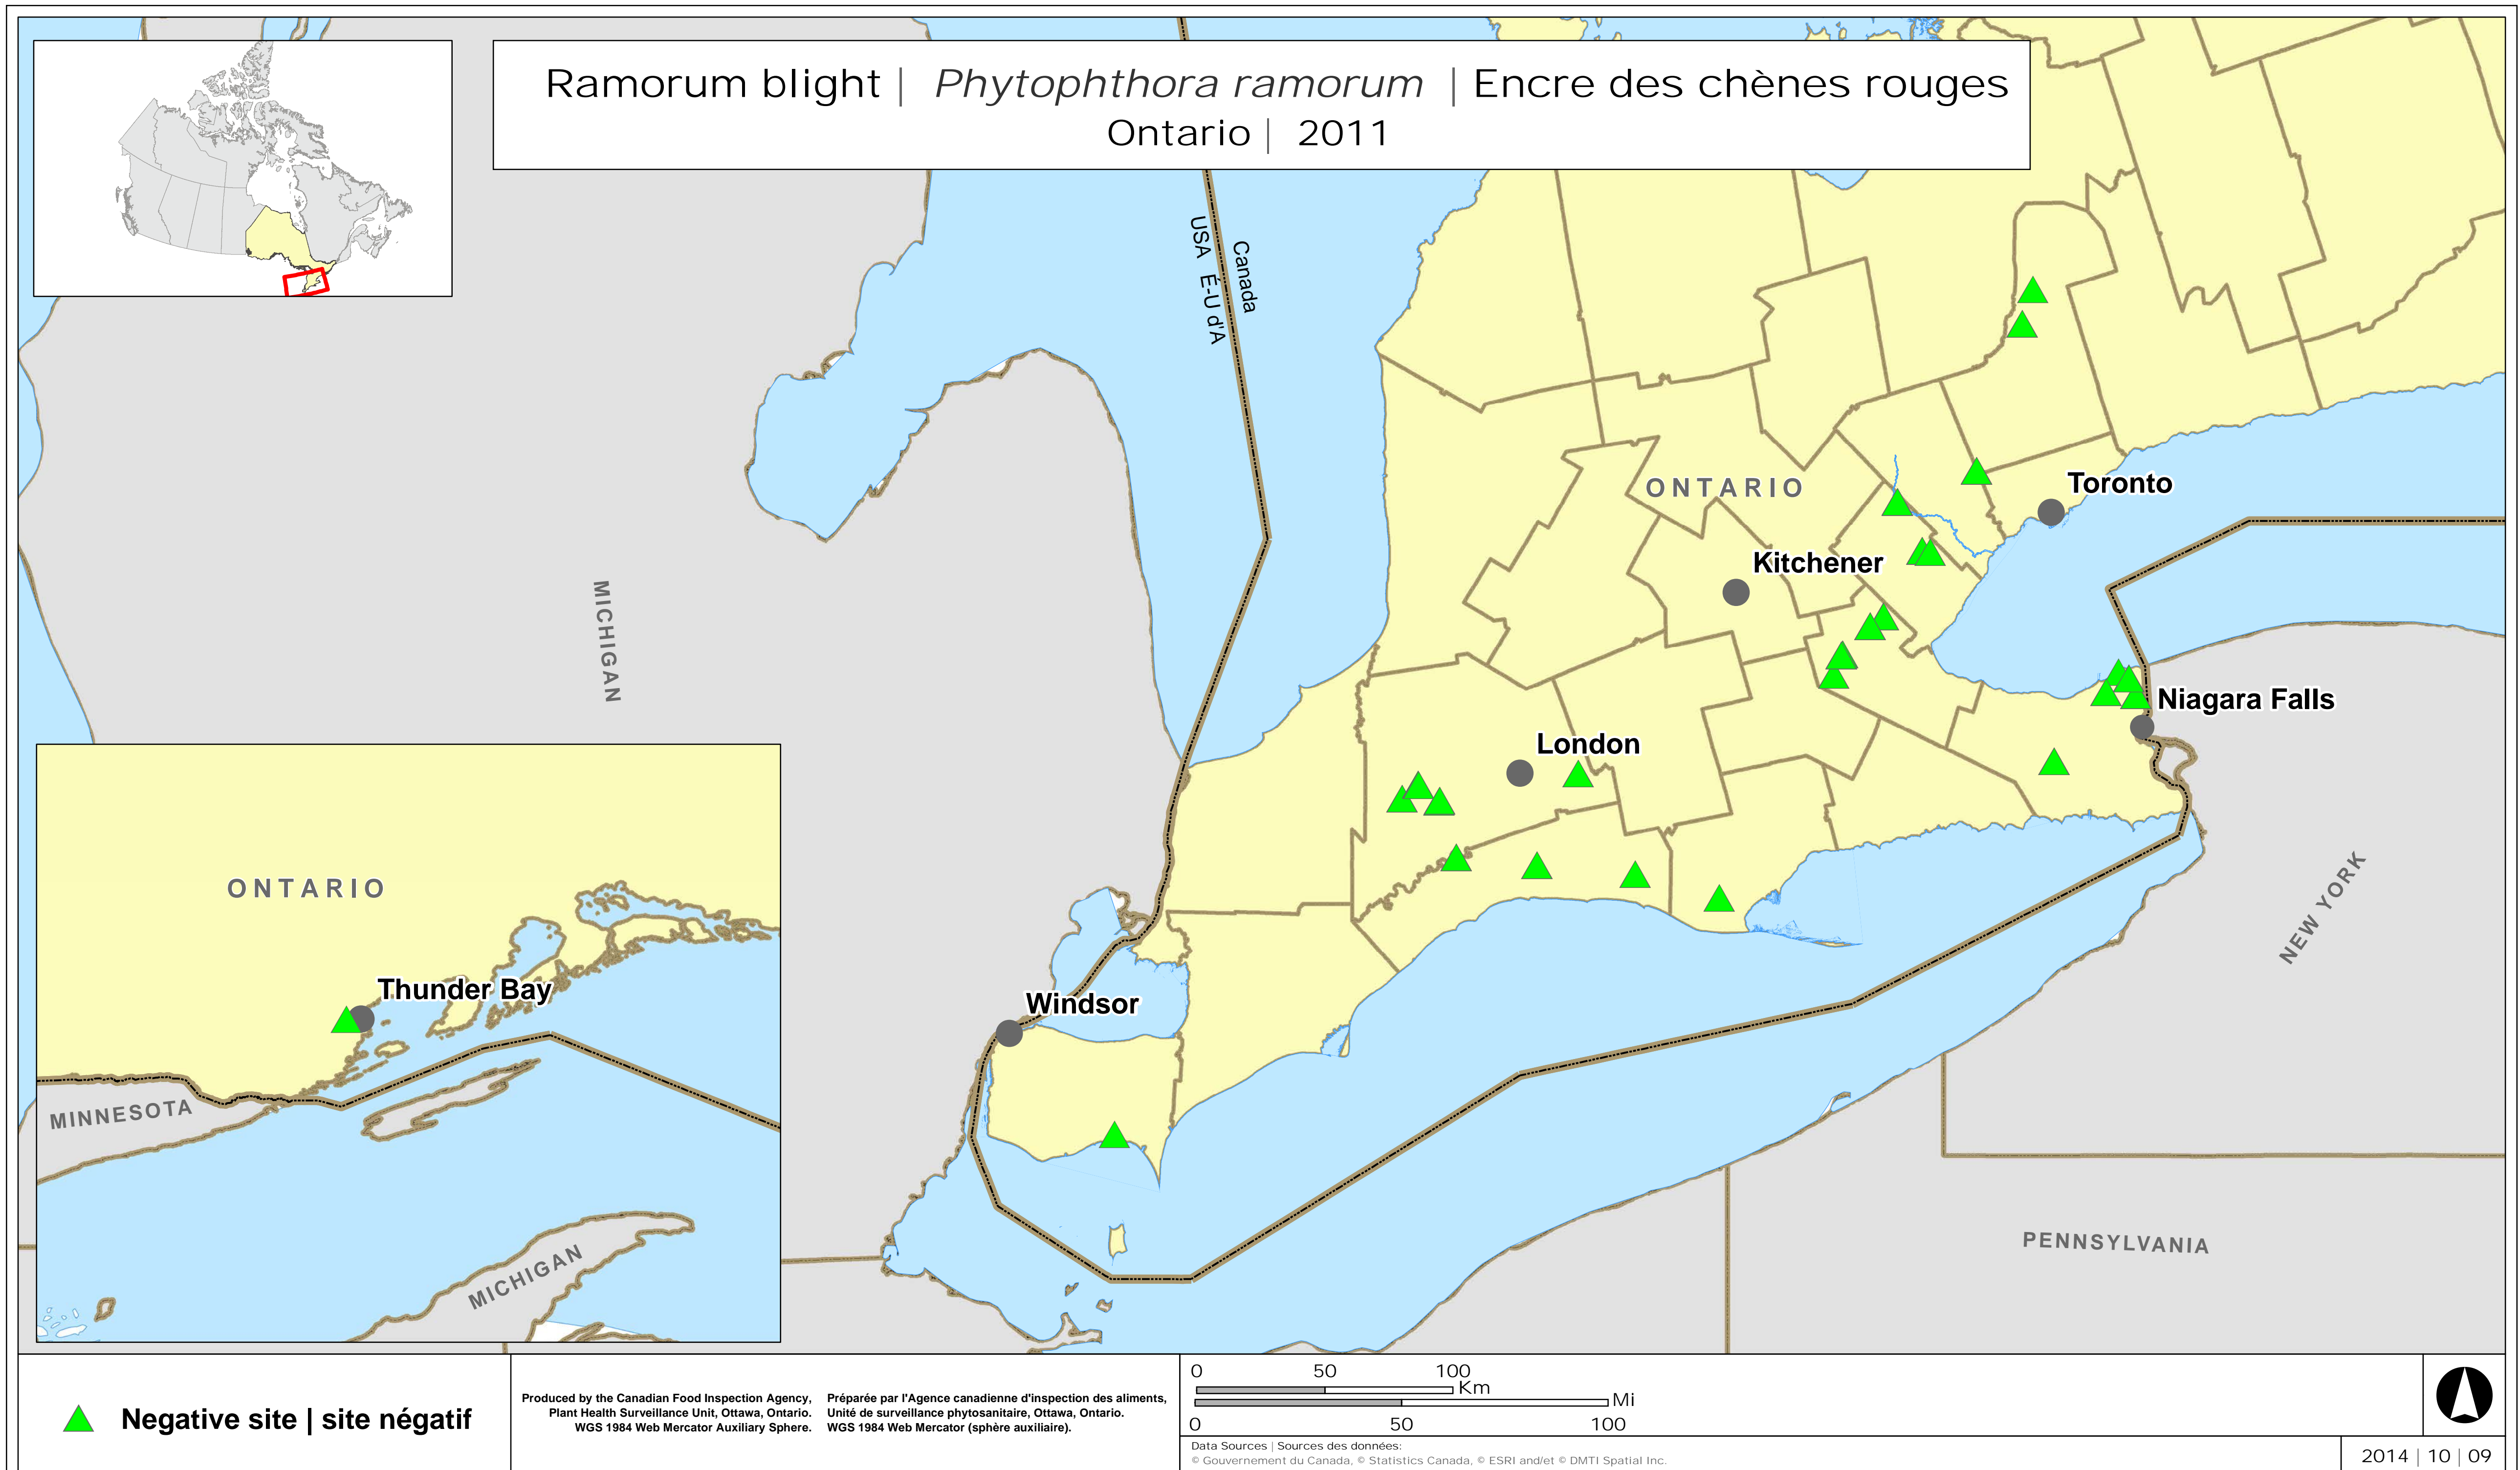 Ramorum blight | Phytophthora ramorum | Encre des chènes rouges
Ontario | 2011
USA É-U d'A
Canada
MICHIGAN
ONTARIO
Toronto
Kitchener
Niagara Falls
London
Windsor
NEW YORK
PENNSYLVANIA
ONTARIO
Thunder Bay
MINNESOTA
MICHIGAN
Negative site | site négatif
Produced by the Canadian Food Inspection Agency,
Plant Health Surveillance Unit, Ottawa, Ontario.
WGS 1984 Web Mercator Auxiliary Sphere.
Préparée par l'Agence canadienne d'inspection des aliments,
Unité de surveillance phytosanitaire, Ottawa, Ontario.
WGS 1984 Web Mercator (sphère auxiliaire).
0 50 100
Km
Mi
0 50 100
Data Sources | Sources des données:
© Gouvernement du Canada, © Statistics Canada, © ESRI and/et © DMTI Spatial Inc.
2014 | 10 | 09